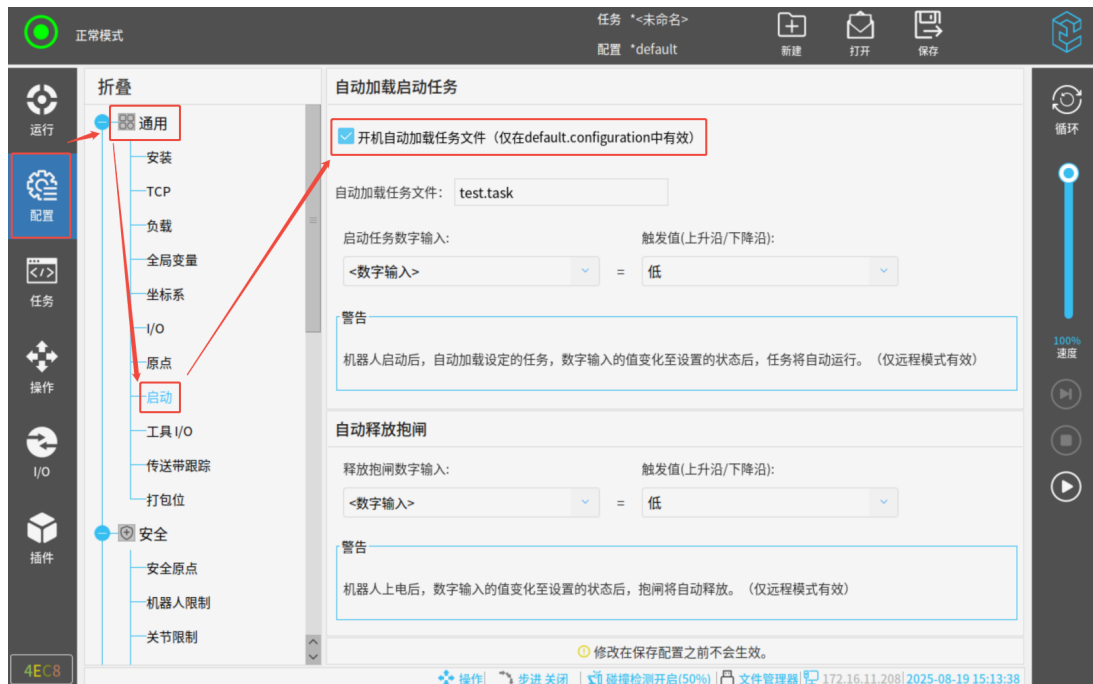 正常模式
任务 *<未命名>
配置 *default
新建
打开
保存
运行
配置
任务
操作
I/O
插件
4EC8
折叠
通用
安装
TCP
负载
全局变量
坐标系
I/O
原点
启动
工具 I/O
传送带跟踪
打包位
安全
安全原点
机器人限制
关节限制
自动加载启动任务
开机自动加载任务文件（仅在default.configuration中有效）
自动加载任务文件： test.task
启动任务数字输入: 触发值(上升沿/下降沿):
<数字输入> = 低
警告
机器人启动后，自动加载设定的任务，数字输入的值变化至设置的状态后，任务将自动运行。（仅远程模式有效）
自动释放抱闸
释放抱闸数字输入: 触发值(上升沿/下降沿):
<数字输入> = 低
警告
机器人上电后，数字输入的值变化至设置的状态后，抱闸将自动释放。（仅远程模式有效）
修改在保存配置之前不会生效。
循环
100%
速度
操作| 步进 关闭 | 碰撞检测开启(50%) | 文件管理器| 172.16.11.208| 2025-08-19 15:13:38